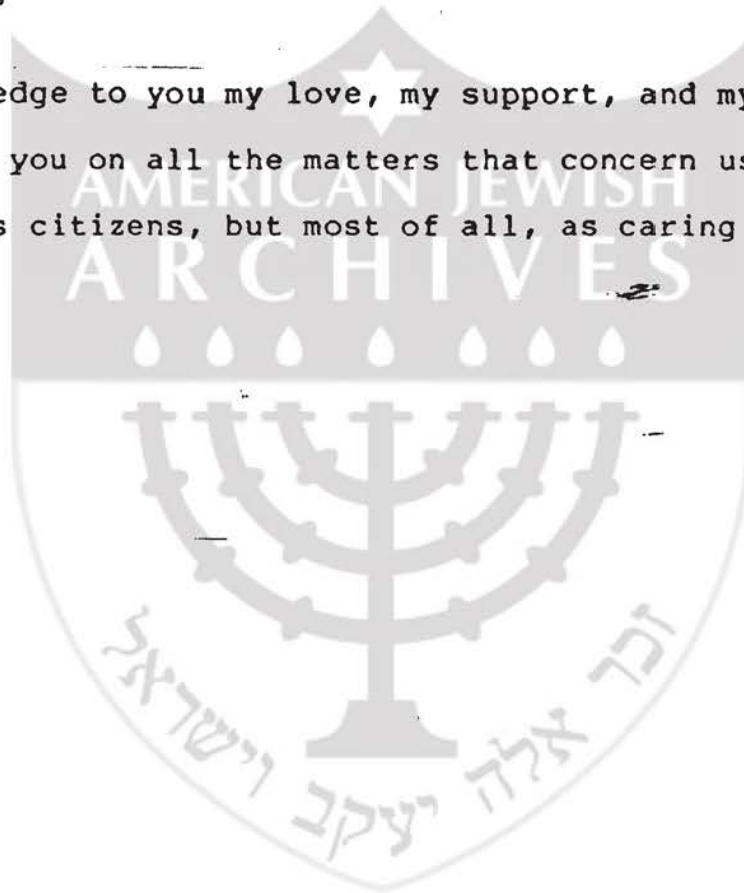 edge to you my love, my support, and my
you on all the matters that concern us
s citizens, but most of all, as caring
AMERICAN JEWISH
ARCHIVES
זכר אלה יעקב וישראל